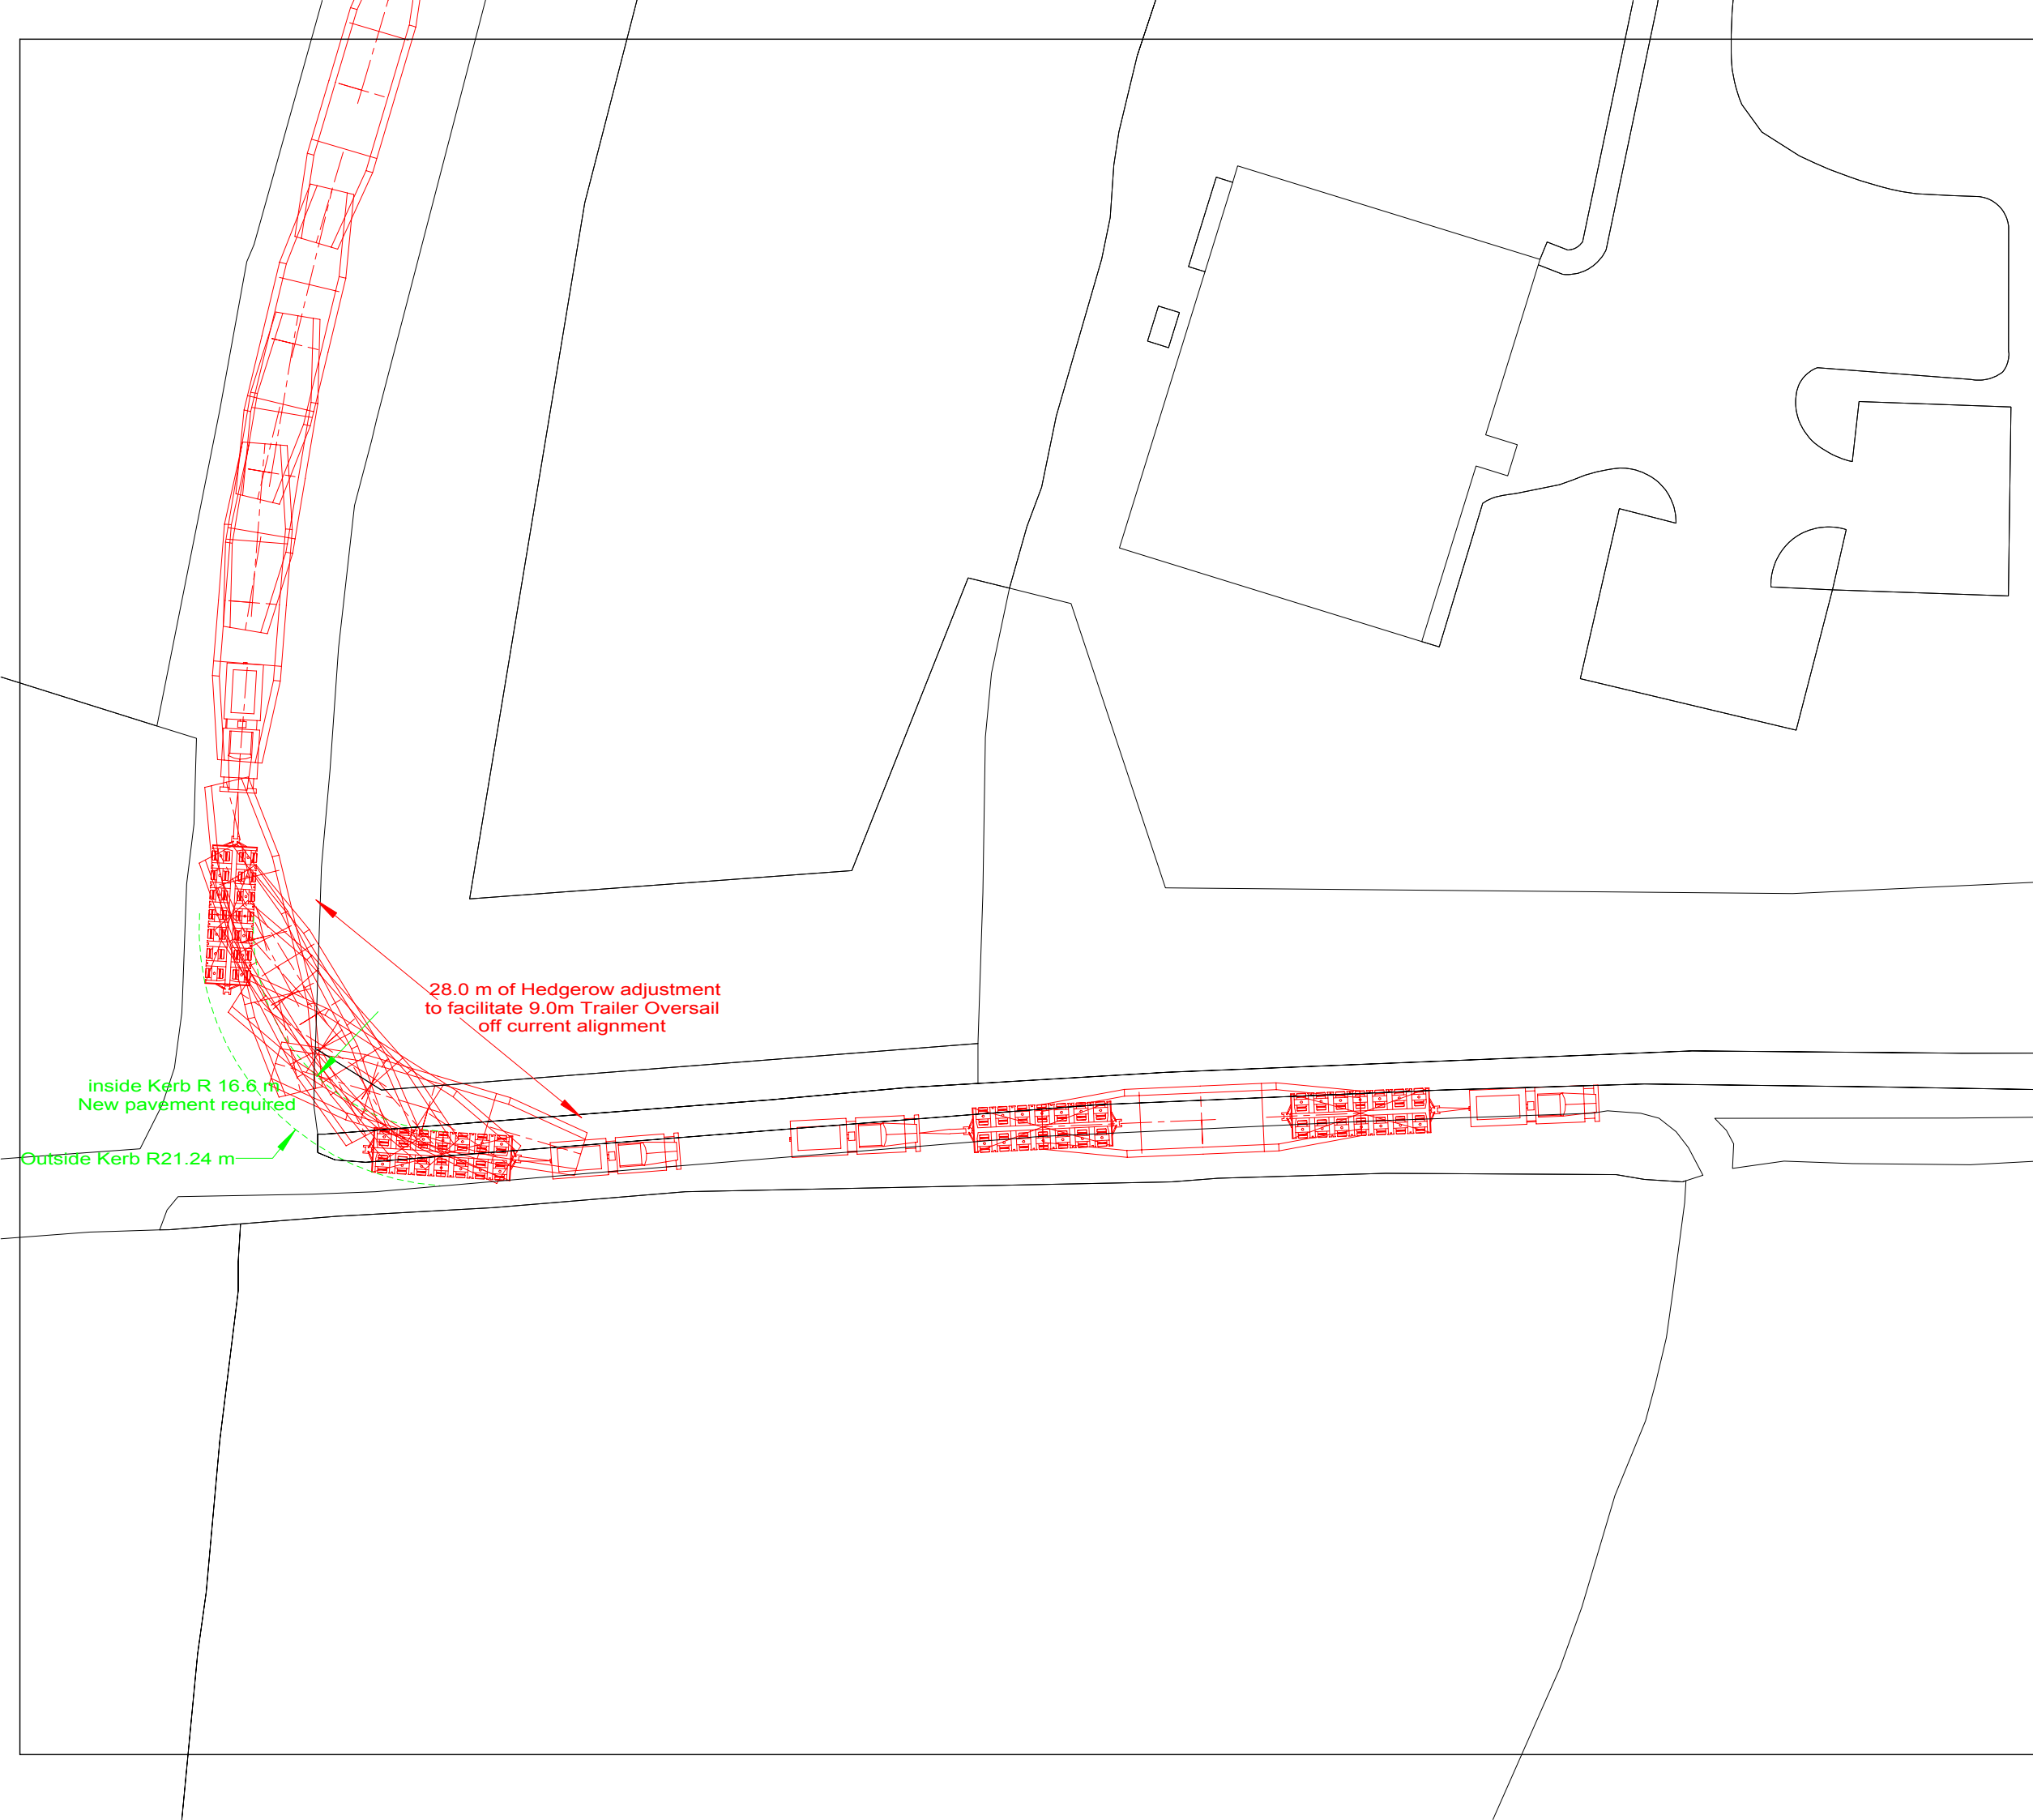 28.0 m of Hedgerow adjustment
to facilitate 9.0m Trailer Oversail
off current alignment
inside Kerb R 16.6 m
New pavement required
Outside Kerb R21.24 m